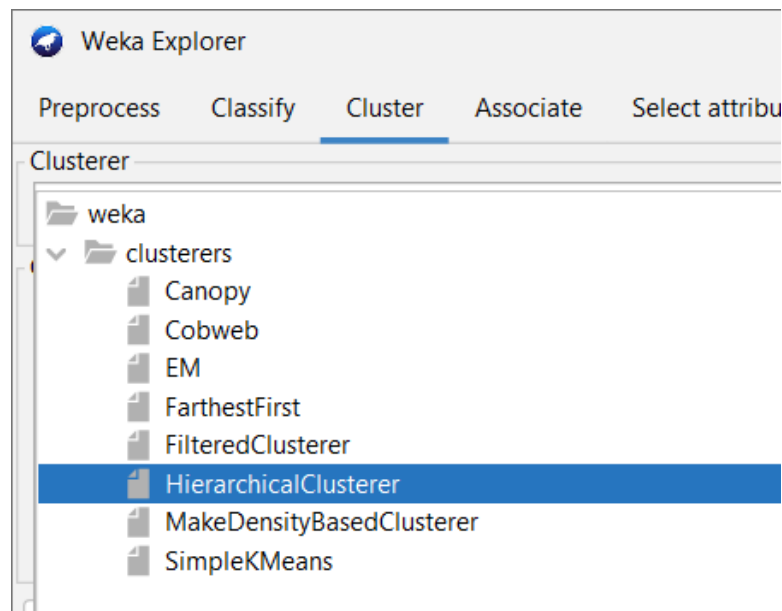 Weka Explorer
Preprocess Classify Cluster Associate Select attribu
Clusterer
weka
clusterers
Canopy
Cobweb
EM
FarthestFirst
FilteredClusterer
HierarchicalClusterer
MakeDensityBasedClusterer
SimpleKMeans